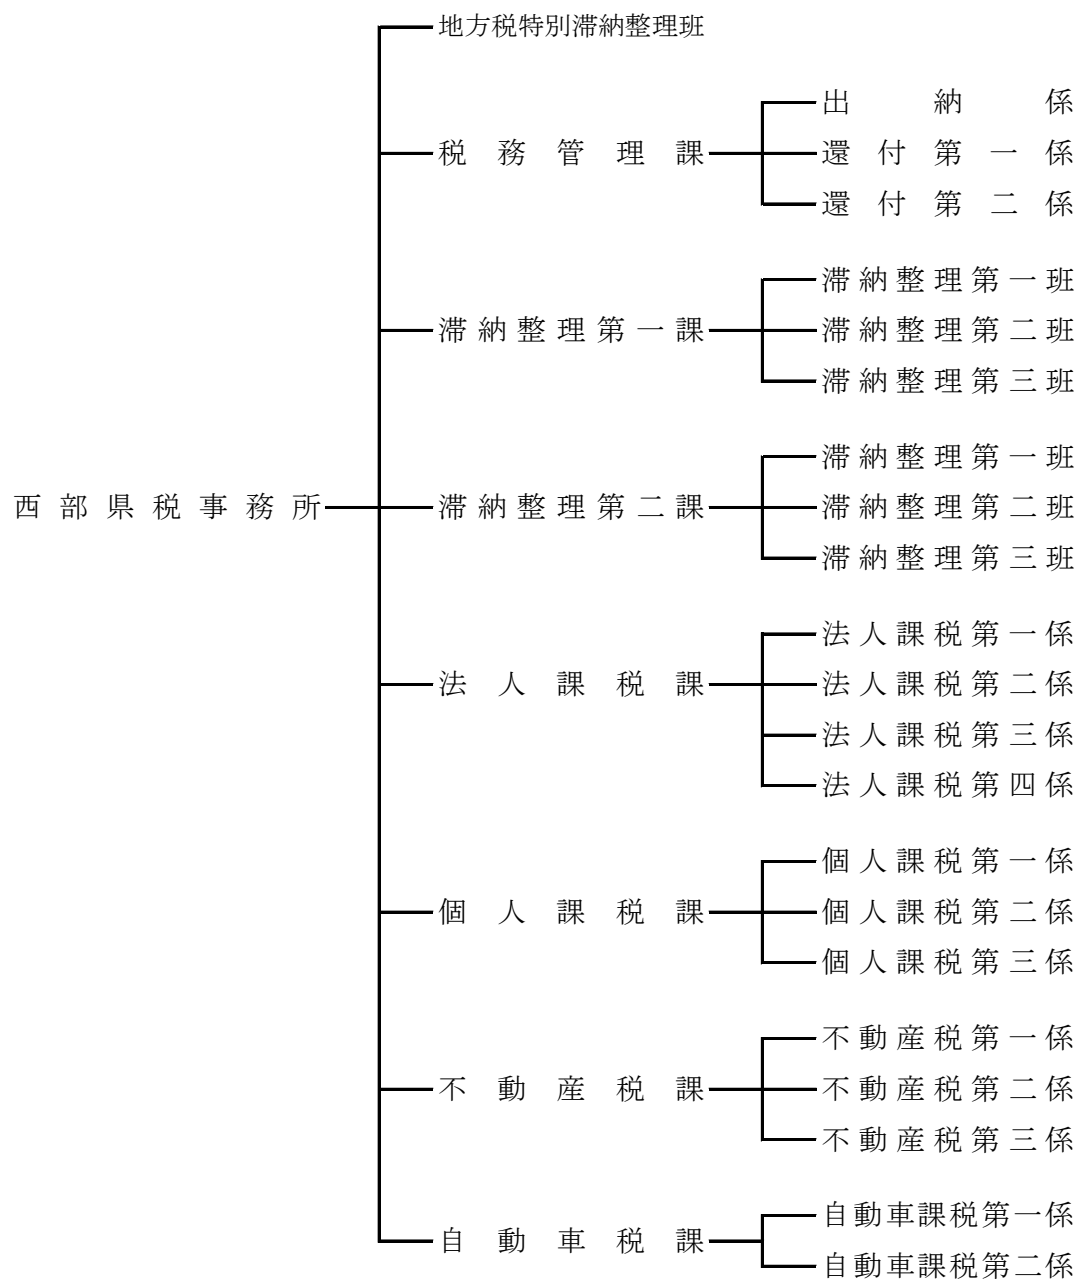 地方税特別滞納整理班
出納係
税務管理課
還付第一係
還付第二係
滞納整理第一班
滞納整理第一課
滞納整理第二班
滞納整理第三班
滞納整理第一班
西部県税事務所
滞納整理第二課
滞納整理第二班
滞納整理第三班
法人課税第一係
法人課税課
法人課税第二係
法人課税第三係
法人課税第四係
個人課税第一係
個人課税課
個人課税第二係
個人課税第三係
不動産税第一係
不動産税課
不動産税第二係
不動産税第三係
自動車課税第一係
自動車税課
自動車課税第二係